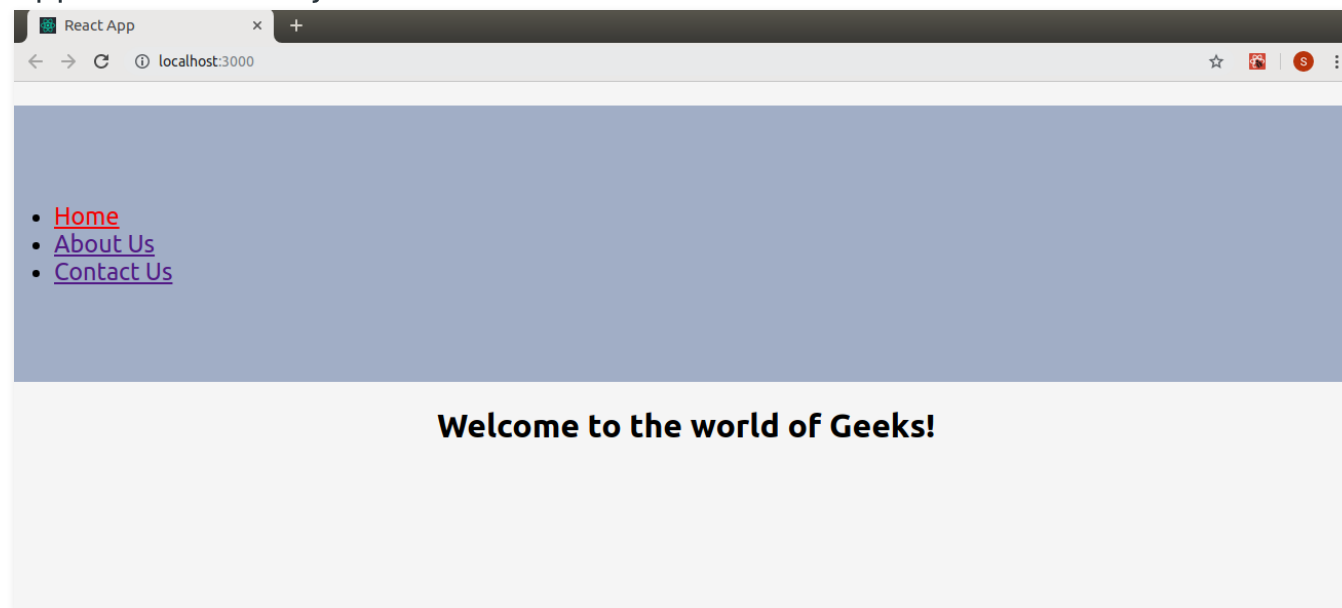 React App
localhost:3000
S
Home
About Us
Contact Us
Welcome to the world of Geeks!